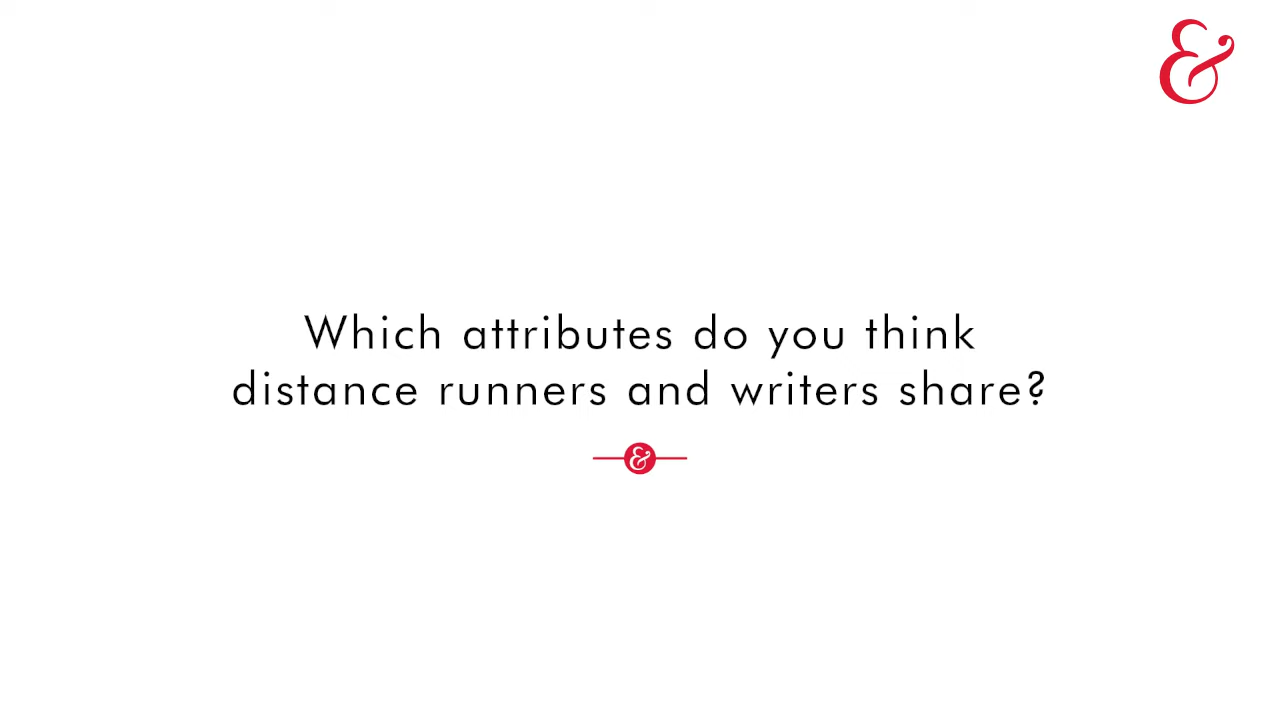 &
Which attributes do you think
distance runners and writers share?
&